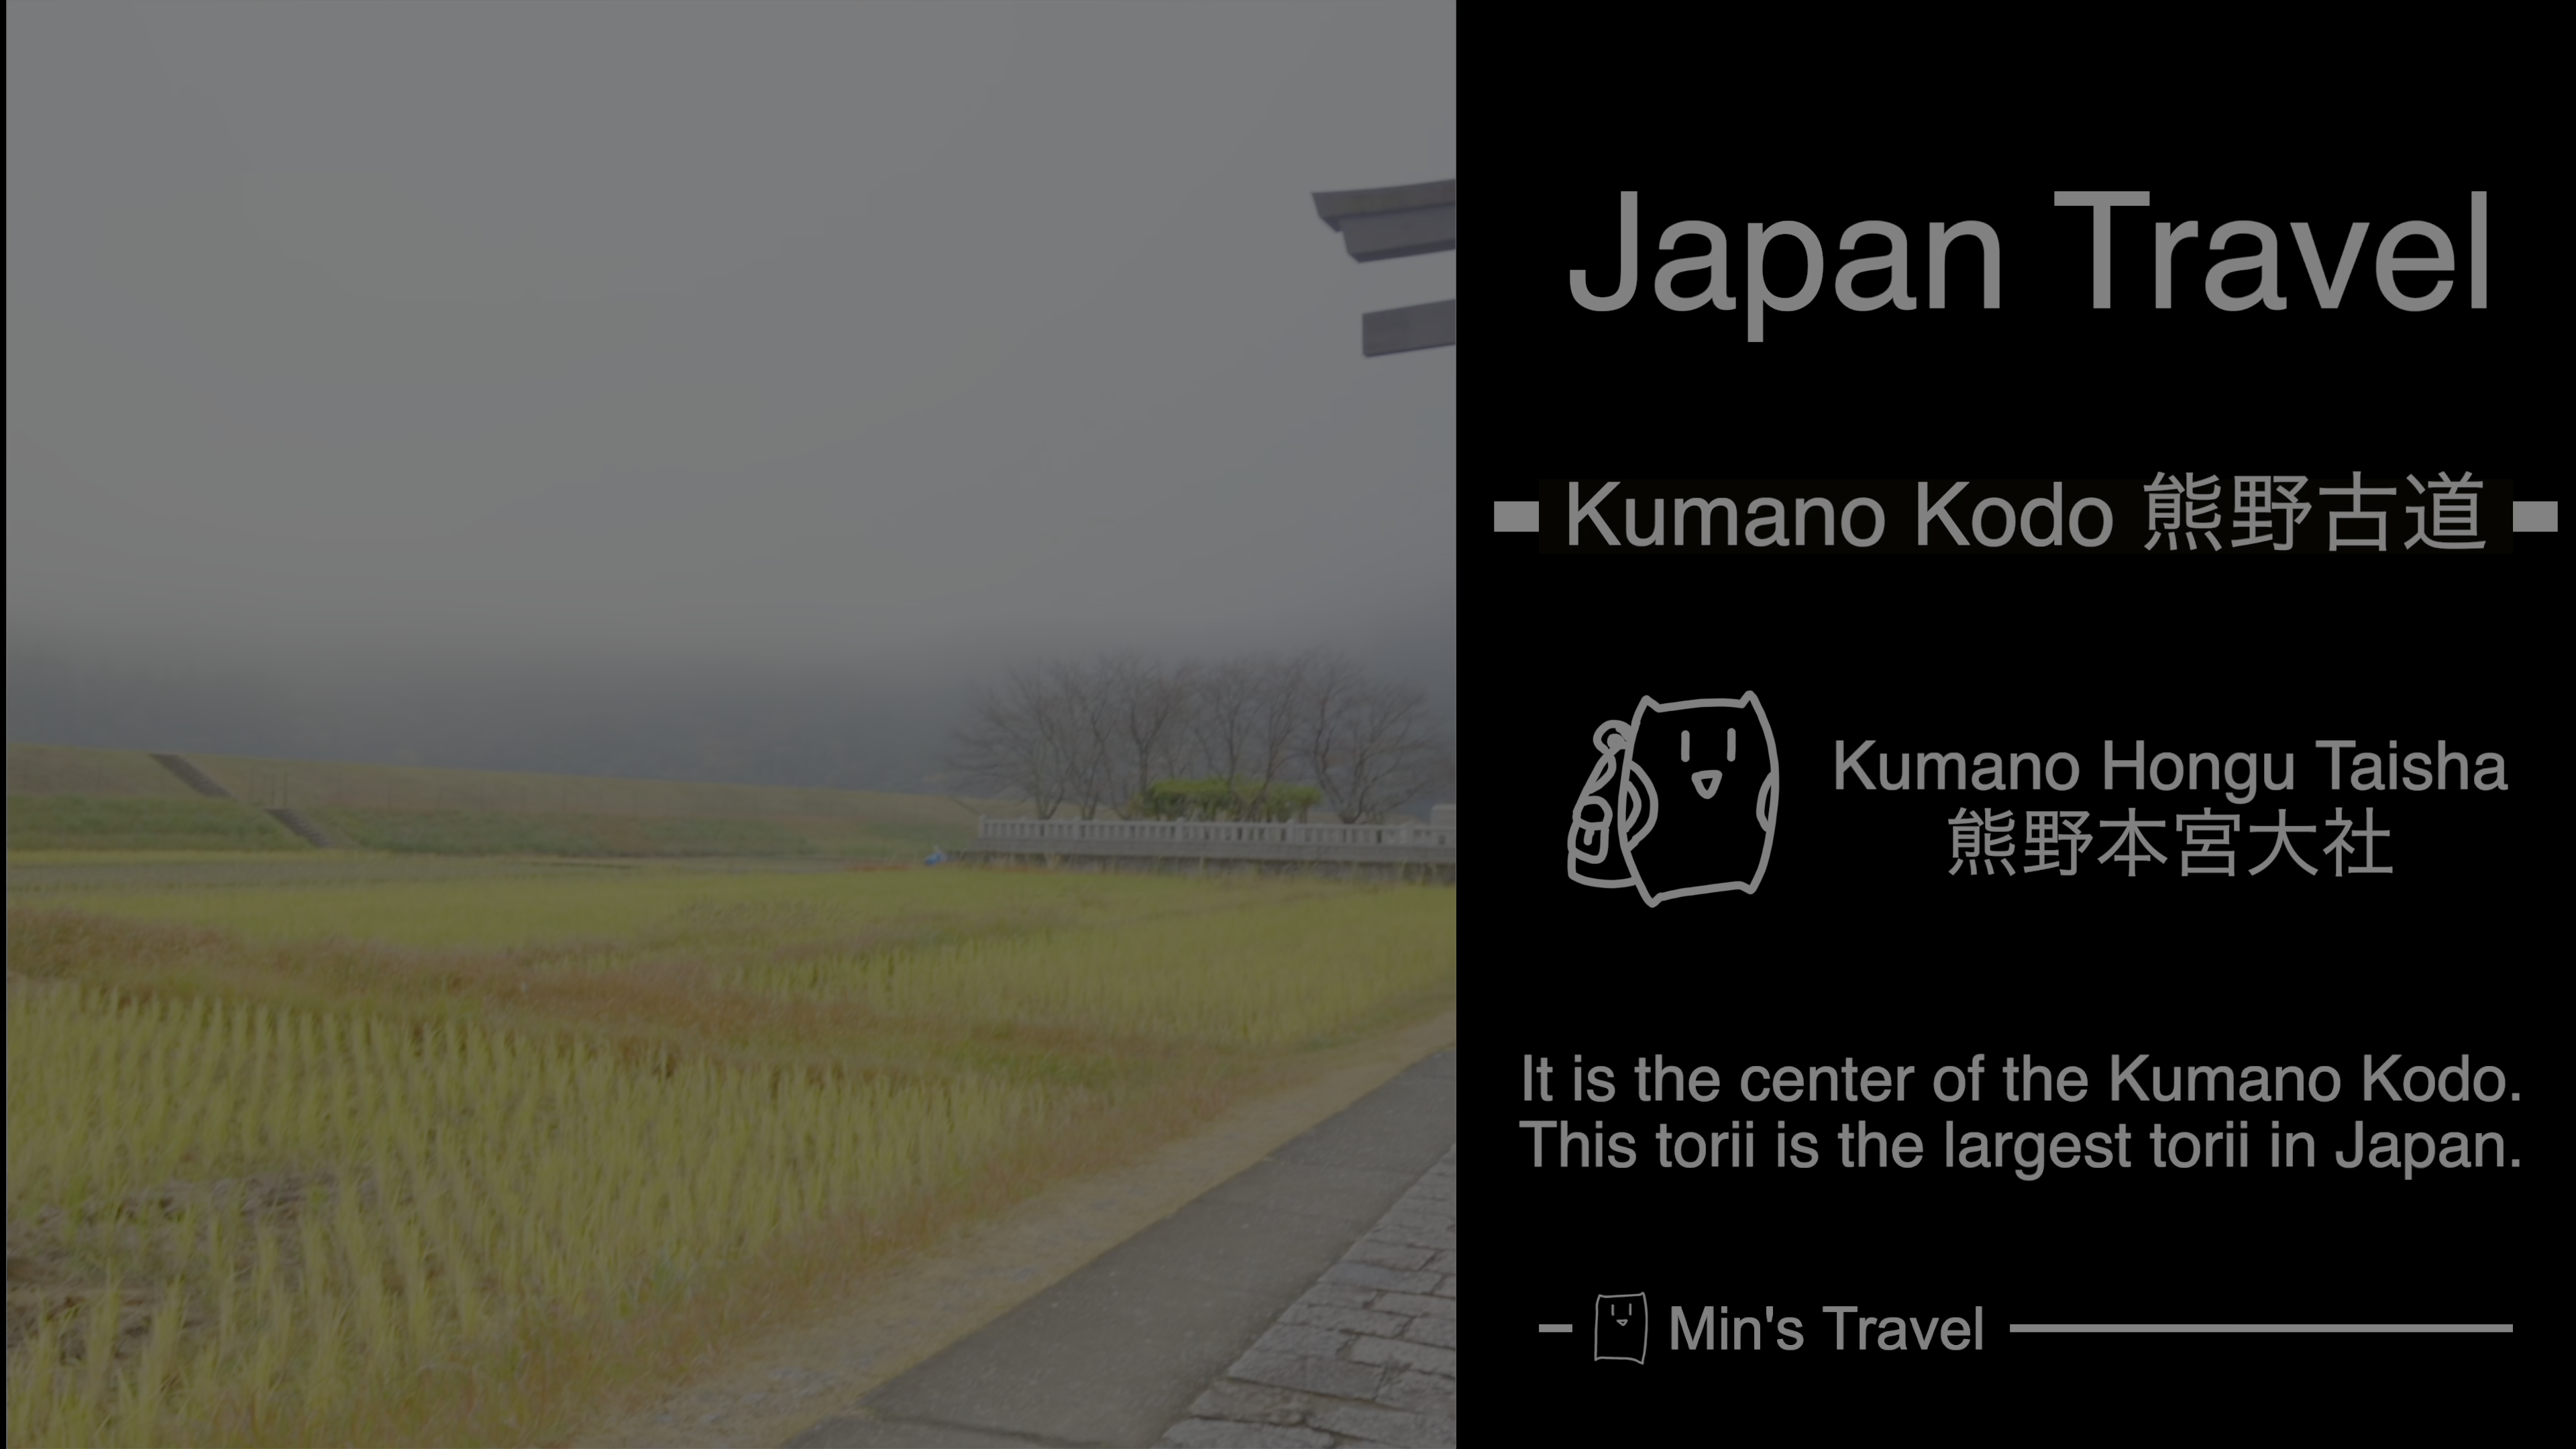 Japan Travel
Kumano Kodo 熊野古道
Kumano Hongu Taisha
熊野本宮大社
It is the center of the Kumano Kodo.
This torii is the largest torii in Japan.
Min's Travel